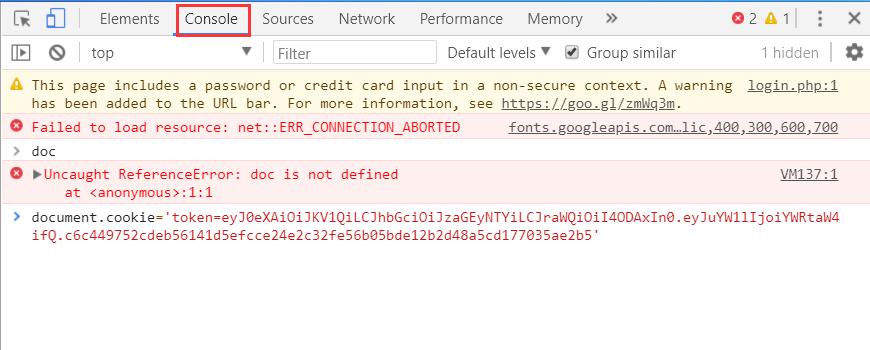 Elements Console Sources Network Performance Memory » 2 1
top Filter Default levels Group similar 1 hidden
This page includes a password or credit card input in a non-secure context. A warning login.php:1
has been added to the URL bar. For more information, see https://goo.gl/zmWq3m.
Failed to load resource: net::ERR_CONNECTION_ABORTED fonts.googleapis.com…lic,400,300,600,700
> doc
Uncaught ReferenceError: doc is not defined VM137:1
at <anonymous>:1:1
> document.cookie='token=eyJ0eXAiOiJKV1QiLCJhbGciOiJzaGEyNTYiLCJraWQiOiI4ODAxIn0.eyJuYW1lIjoiYWRtaW4
ifQ.c6c449752cdeb56141d5efcce24e2c32fe56b05bde12b2d48a5cd177035ae2b5'